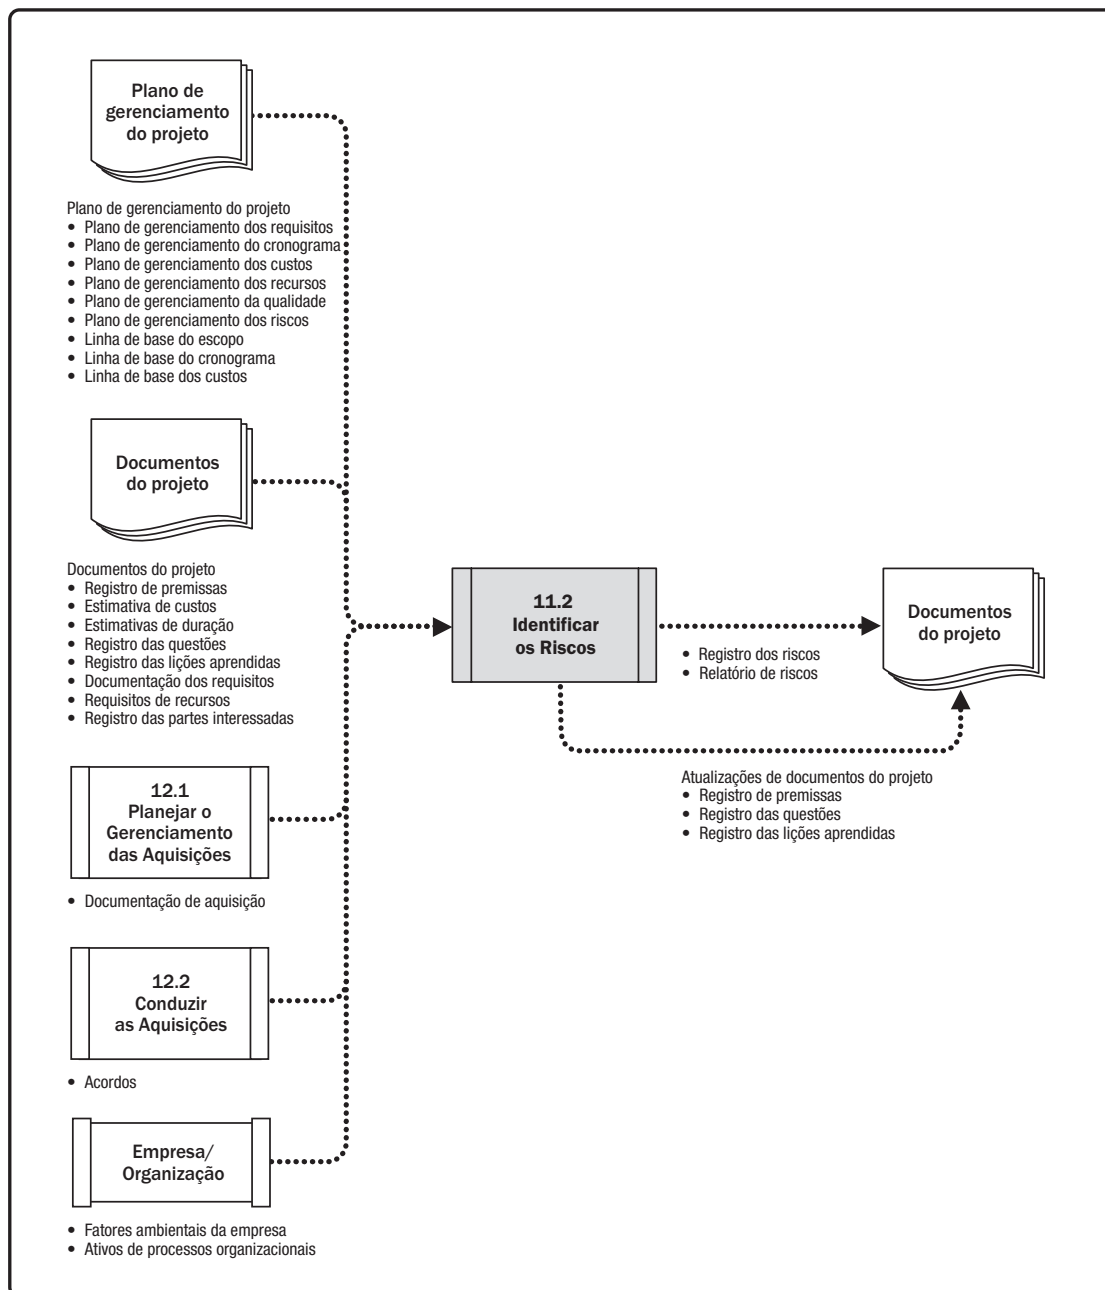 Plano de
gerenciamento
do projeto
Plano de gerenciamento do projeto
• Plano de gerenciamento dos requisitos
• Plano de gerenciamento do cronograma
• Plano de gerenciamento dos custos
• Plano de gerenciamento dos recursos
• Plano de gerenciamento da qualidade
• Plano de gerenciamento dos riscos
• Linha de base do escopo
• Linha de base do cronograma
• Linha de base dos custos
Documentos
do projeto
Documentos do projeto
• Registro de premissas
• Estimativa de custos
• Estimativas de duração
• Registro das questões
• Registro das lições aprendidas
• Documentação dos requisitos
• Requisitos de recursos
• Registro das partes interessadas
12.1
Planejar o
Gerenciamento
das Aquisições
• Documentação de aquisição
12.2
Conduzir
as Aquisições
• Acordos
Empresa/
Organização
• Fatores ambientais da empresa
• Ativos de processos organizacionais
11.2
Identificar
os Riscos
• Registro dos riscos
• Relatório de riscos
Documentos
do projeto
Atualizações de documentos do projeto
• Registro de premissas
• Registro das questões
• Registro das lições aprendidas